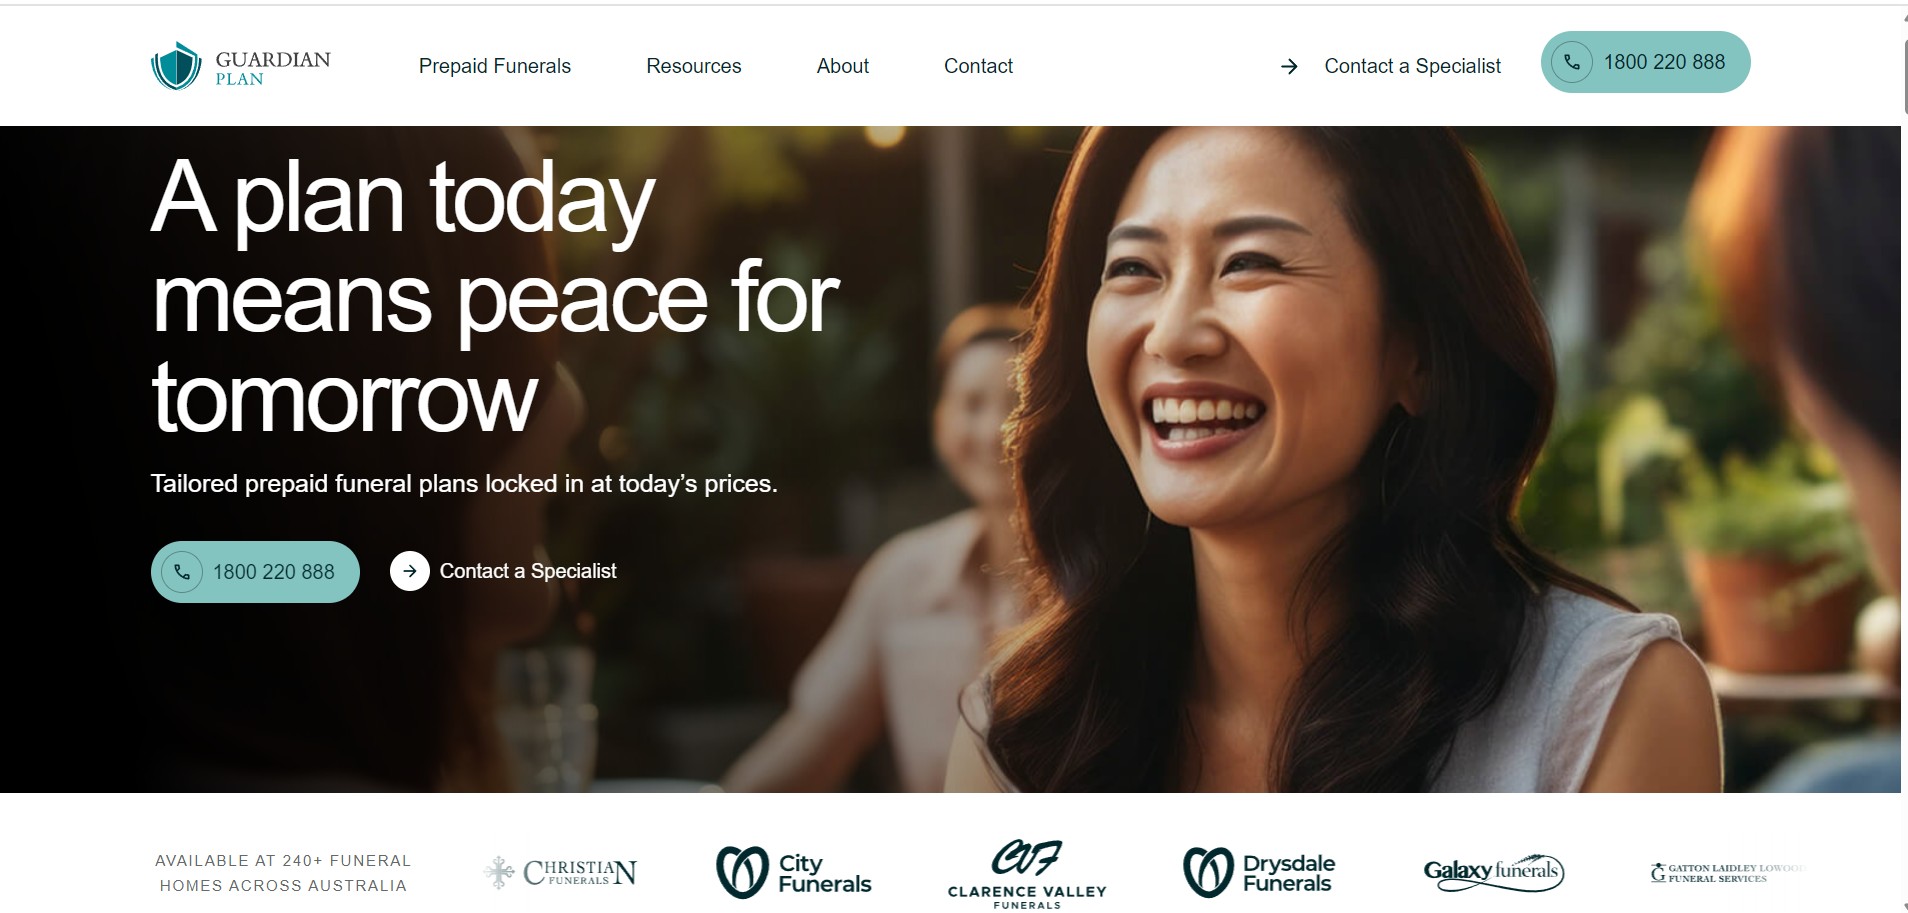 GUARDIAN
PLAN
Prepaid Funerals
Resources
About
Contact
Contact a Specialist
1800 220 888
A plan today
means peace for
tomorrow
Tailored prepaid funeral plans locked in at today’s prices.
1800 220 888
Contact a Specialist
AVAILABLE AT 240+ FUNERAL
HOMES ACROSS AUSTRALIA
CHRISTIAN
FUNERALS
City
Funerals
CVF
CLARENCE VALLEY
FUNERALS
Drysdale
Funerals
Galaxy funerals
G
GATTON LAIDLEY LOWOOD
FUNERAL SERVICES